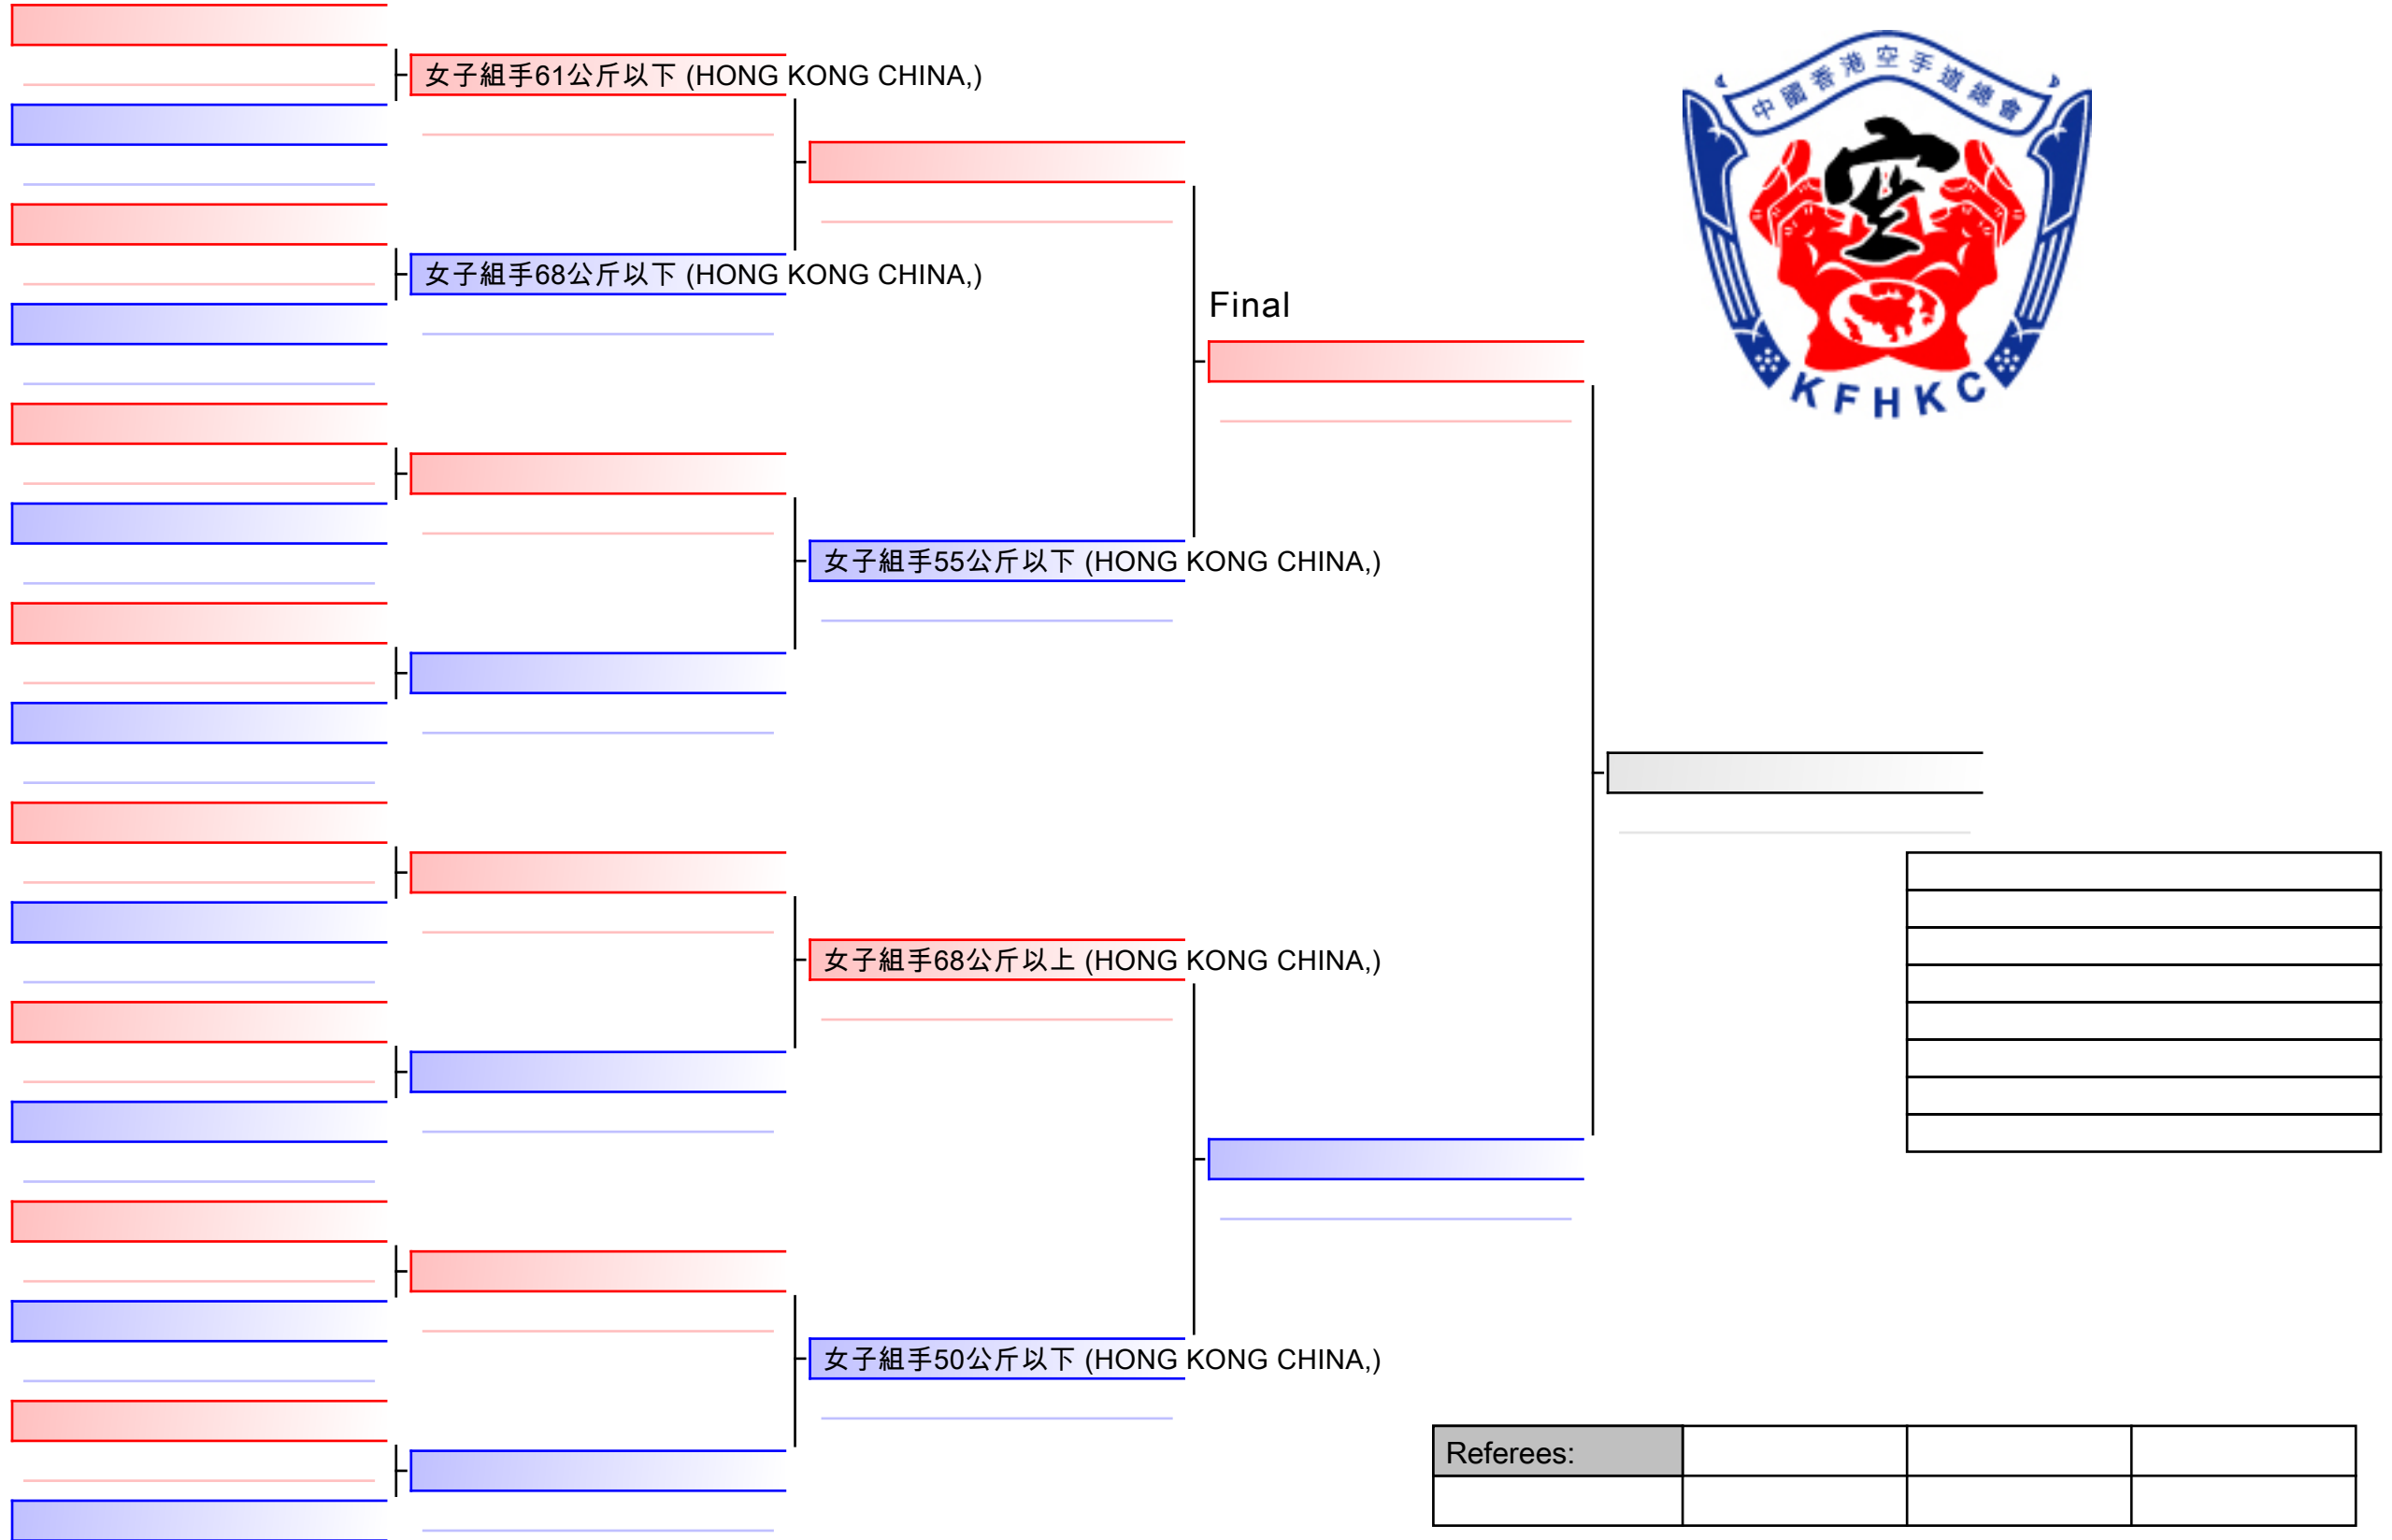 女子組手61公斤以下 (HONG KONG CHINA,)
中國香港空手道總會
空
女子組手68公斤以下 (HONG KONG CHINA,)
Final
KFHKC
女子組手55公斤以下 (HONG KONG CHINA,)
女子組手68公斤以上 (HONG KONG CHINA,)
女子組手50公斤以下 (HONG KONG CHINA,)
Referees: